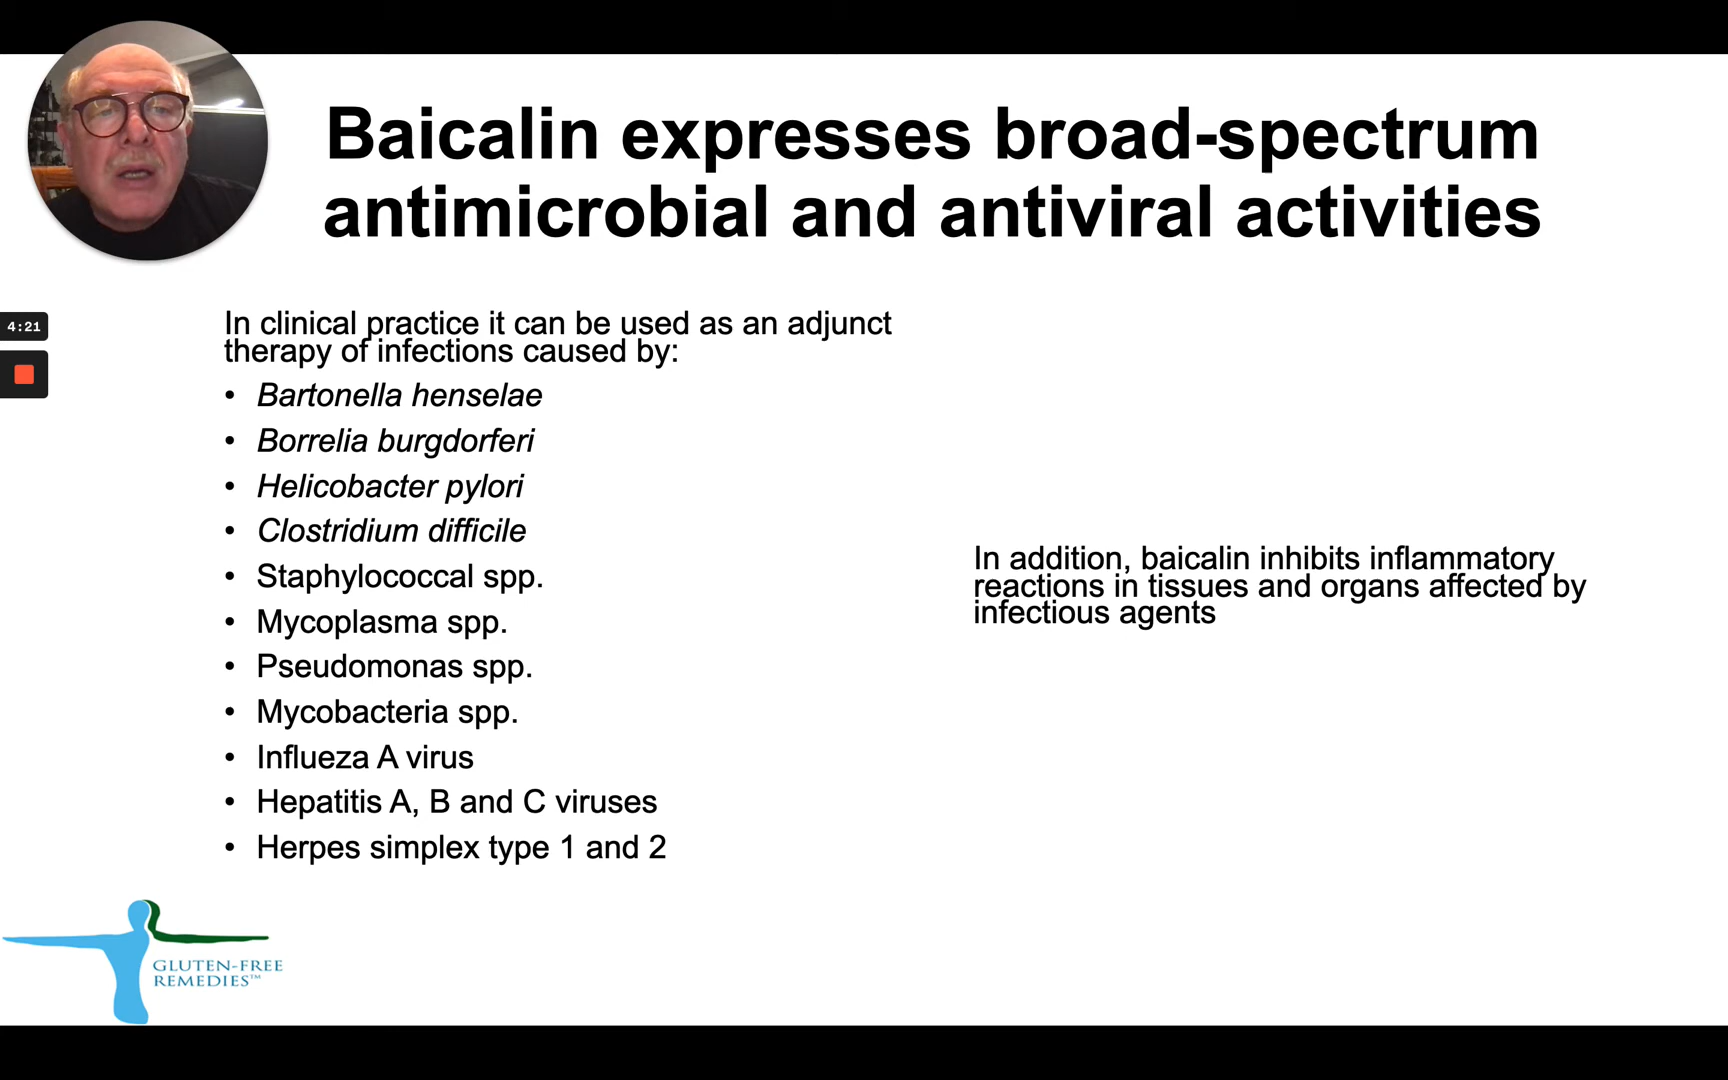 Baicalin expresses broad-spectrum
antimicrobial and antiviral activities
4:21
In clinical practice it can be used as an adjunct
therapy of infections caused by:
• Bartonella henselae
• Borrelia burgdorferi
• Helicobacter pylori
• Clostridium difficile
• Staphylococcal spp.
• Mycoplasma spp.
• Pseudomonas spp.
• Mycobacteria spp.
• Influeza A virus
• Hepatitis A, B and C viruses
• Herpes simplex type 1 and 2
In addition, baicalin inhibits inflammatory
reactions in tissues and organs affected by
infectious agents
GLUTEN-FREE
REMEDIES™